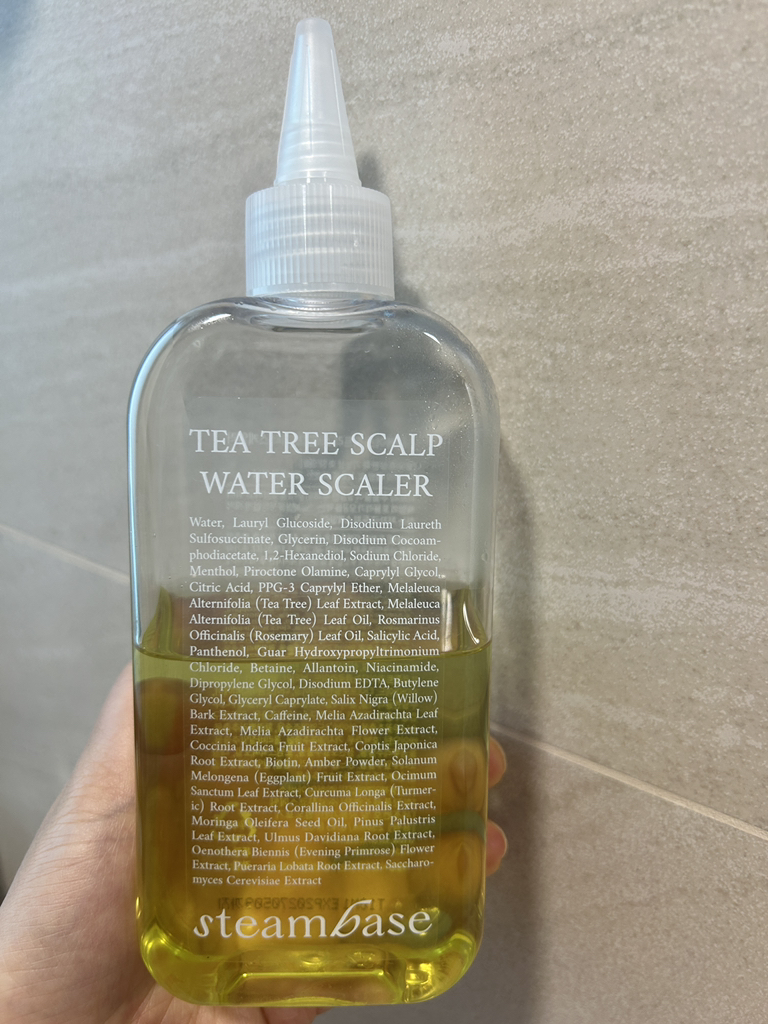 TEA TREE SCALP
WATER SCALER
Water, Lauryl Glucoside, Disodium Laureth
Sulfosuccinate, Glycerin, Disodium Cocoam-
phodiacetate, 1,2-Hexanediol, Sodium Chloride,
Menthol, Piroctone Olamine, Caprylyl Glycol,
Citric Acid, PPG-3 Caprylyl Ether, Melaleuca
Alternifolia (Tea Tree) Leaf Extract, Melaleuca
Alternifolia (Tea Tree) Leaf Oil, Rosmarinus
Officinalis (Rosemary) Leaf Oil, Salicylic Acid,
Panthenol, Guar Hydroxypropyltrimonium
Chloride, Betaine, Allantoin, Niacinamide,
Dipropylene Glycol, Disodium EDTA, Butylene
Glycol, Glyceryl Caprylate, Salix Nigra (Willow)
Bark Extract, Caffeine, Melia Azadirachta Leaf
Extract, Melia Azadirachta Flower Extract,
Coccinia Indica Fruit Extract, Coptis Japonica
Root Extract, Biotin, Amber Powder, Solanum
Melongena (Eggplant) Fruit Extract, Ocimum
Sanctum Leaf Extract, Curcuma Longa (Turmer-
ic) Root Extract, Corallina Officinalis Extract,
Moringa Oleifera Seed Oil, Pinus Palustris
Leaf Extract, Ulmus Davidiana Root Extract,
Oenothera Biennis (Evening Primrose) Flower
Extract, Pueraria Lobata Root Extract, Saccharo-
myces Cerevisiae Extract
steambase